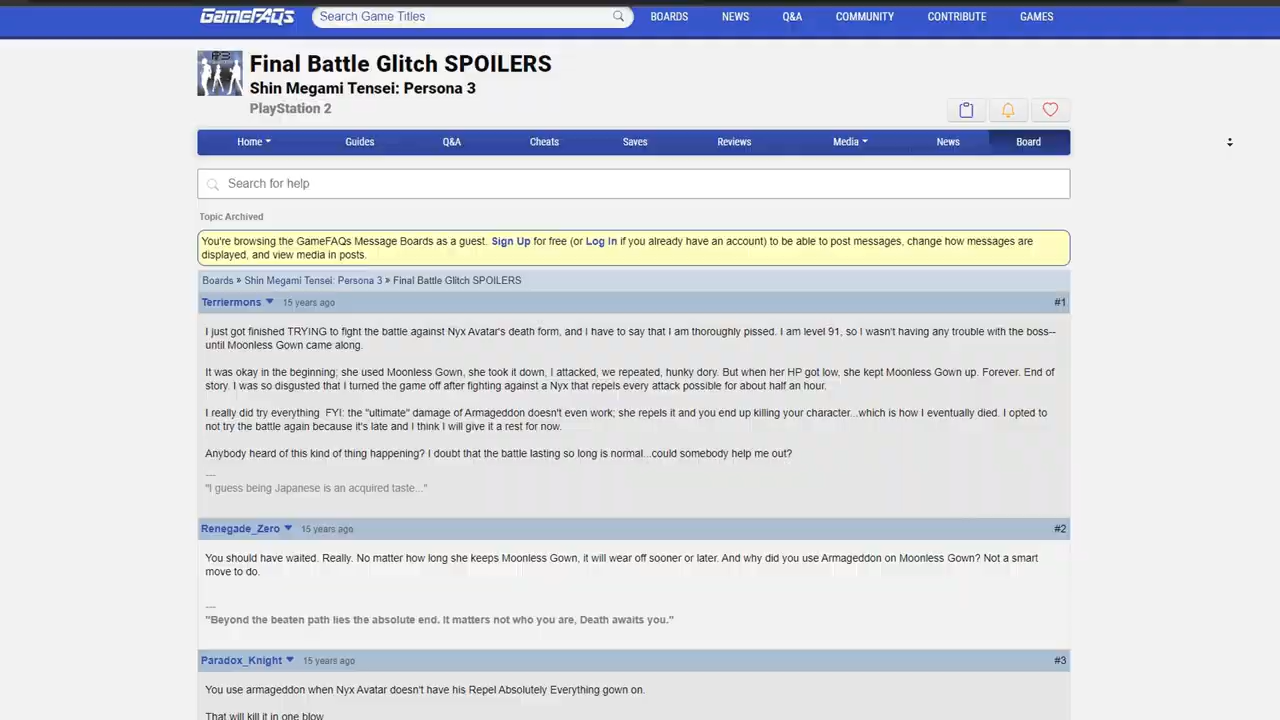 GameFAQs
Search Game Titles
BOARDS NEWS Q&A COMMUNITY CONTRIBUTE GAMES
Final Battle Glitch SPOILERS
Shin Megami Tensei: Persona 3
PlayStation 2
Home Guides Q&A Cheats Saves Reviews Media News Board
Search for help
Topic Archived
You're browsing the GameFAQs Message Boards as a guest. Sign Up for free (or Log In if you already have an account) to be able to post messages, change how messages are
displayed, and view media in posts.
Boards » Shin Megami Tensei: Persona 3 » Final Battle Glitch SPOILERS
Terriermons 15 years ago #1
I just got finished TRYING to fight the battle against Nyx Avatar's death form, and I have to say that I am thoroughly pissed. I am level 91, so I wasn't having any trouble with the boss--
until Moonless Gown came along.
It was okay in the beginning; she used Moonless Gown, she took it down, I attacked, we repeated, hunky dory. But when her HP got low, she kept Moonless Gown up. Forever. End of
story. I was so disgusted that I turned the game off after fighting against a Nyx that repels every attack possible for about half an hour.
I really did try everything FYI: the "ultimate" damage of Armageddon doesn't even work; she repels it and you end up killing your character...which is how I eventually died. I opted to
not try the battle again because it's late and I think I will give it a rest for now.
Anybody heard of this kind of thing happening? I doubt that the battle lasting so long is normal...could somebody help me out?
---
"I guess being Japanese is an acquired taste..."
Renegade_Zero 15 years ago #2
You should have waited. Really. No matter how long she keeps Moonless Gown, it will wear off sooner or later. And why did you use Armageddon on Moonless Gown? Not a smart
move to do.
---
"Beyond the beaten path lies the absolute end. It matters not who you are, Death awaits you."
Paradox_Knight 15 years ago #3
You use armageddon when Nyx Avatar doesn't have his Repel Absolutely Everything gown on.
That will kill it in one blow